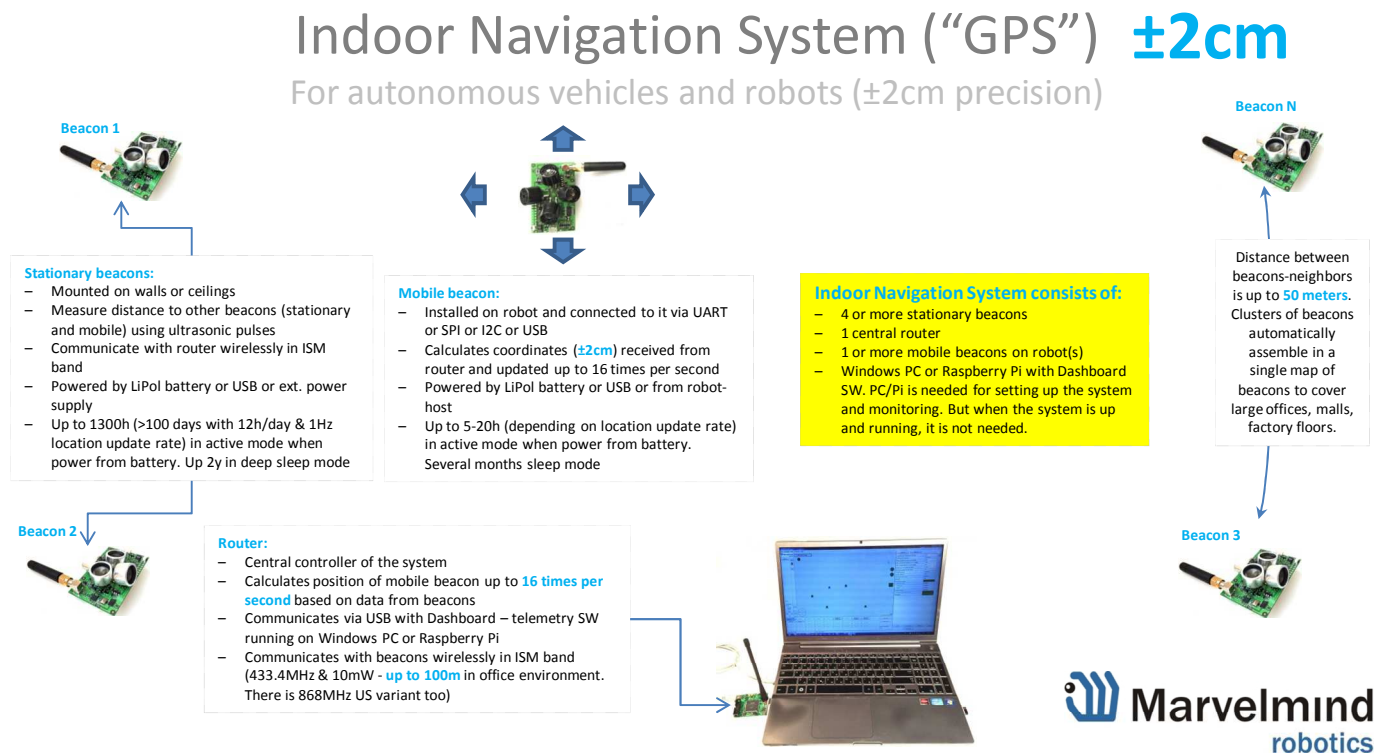 Indoor Navigation System (“GPS”) ±2cm
For autonomous vehicles and robots (±2cm precision)
Beacon 1
Beacon N
Stationary beacons:
– Mounted on walls or ceilings
– Measure distance to other beacons (stationary
and mobile) using ultrasonic pulses
– Communicate with router wirelessly in ISM
band
– Powered by LiPol battery or USB or ext. power
supply
– Up to 1300h (>100 days with 12h/day & 1Hz
location update rate) in active mode when
power from battery. Up 2y in deep sleep mode
Mobile beacon:
– Installed on robot and connected to it via UART
or SPI or I2C or USB
– Calculates coordinates (±2cm) received from
router and updated up to 16 times per second
– Powered by LiPol battery or USB or from robot-
host
– Up to 5-20h (depending on location update rate)
in active mode when power from battery.
Several months sleep mode
Indoor Navigation System consists of:
– 4 or more stationary beacons
– 1 central router
– 1 or more mobile beacons on robot(s)
– Windows PC or Raspberry Pi with Dashboard
SW. PC/Pi is needed for setting up the system
and monitoring. But when the system is up
and running, it is not needed.
Distance between
beacons-neighbors
is up to 50 meters.
Clusters of beacons
automatically
assemble in a
single map of
beacons to cover
large offices, malls,
factory floors.
Beacon 2
Router:
– Central controller of the system
– Calculates position of mobile beacon up to 16 times per
second based on data from beacons
– Communicates via USB with Dashboard – telemetry SW
running on Windows PC or Raspberry Pi
– Communicates with beacons wirelessly in ISM band
(433.4MHz & 10mW - up to 100m in office environment.
There is 868MHz US variant too)
Beacon 3
Marvelmind
robotics